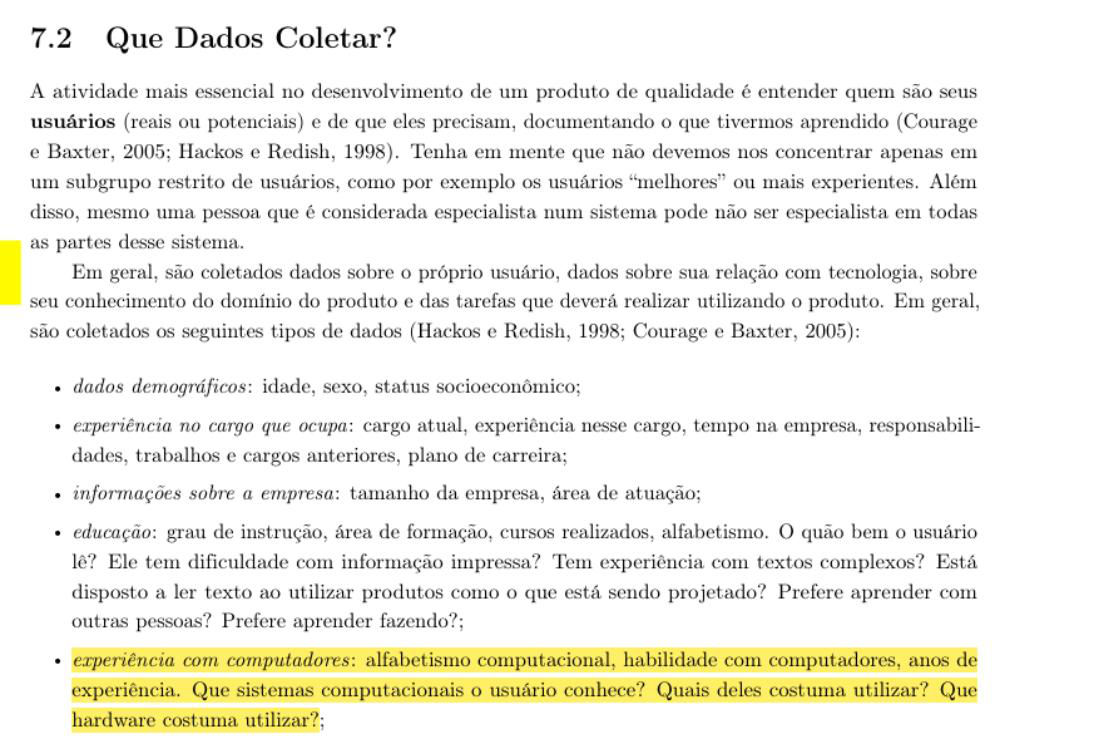 7.2 Que Dados Coletar?
A atividade mais essencial no desenvolvimento de um produto de qualidade é entender quem são seus
usuários (reais ou potenciais) e de que eles precisam, documentando o que tivermos aprendido (Courage
e Baxter, 2005; Hackos e Redish, 1998). Tenha em mente que não devemos nos concentrar apenas em
um subgrupo restrito de usuários, como por exemplo os usuários “melhores” ou mais experientes. Além
disso, mesmo uma pessoa que é considerada especialista num sistema pode não ser especialista em todas
as partes desse sistema.
Em geral, são coletados dados sobre o próprio usuário, dados sobre sua relação com tecnologia, sobre
seu conhecimento do domínio do produto e das tarefas que deverá realizar utilizando o produto. Em geral,
são coletados os seguintes tipos de dados (Hackos e Redish, 1998; Courage e Baxter, 2005):
• dados demográficos: idade, sexo, status socioeconômico;
• experiência no cargo que ocupa: cargo atual, experiência nesse cargo, tempo na empresa, responsabili-
dades, trabalhos e cargos anteriores, plano de carreira;
• informações sobre a empresa: tamanho da empresa, área de atuação;
• educação: grau de instrução, área de formação, cursos realizados, alfabetismo. O quão bem o usuário
lê? Ele tem dificuldade com informação impressa? Tem experiência com textos complexos? Está
disposto a ler texto ao utilizar produtos como o que está sendo projetado? Prefere aprender com
outras pessoas? Prefere aprender fazendo?;
• experiência com computadores: alfabetismo computacional, habilidade com computadores, anos de
experiência. Que sistemas computacionais o usuário conhece? Quais deles costuma utilizar? Que
hardware costuma utilizar?;